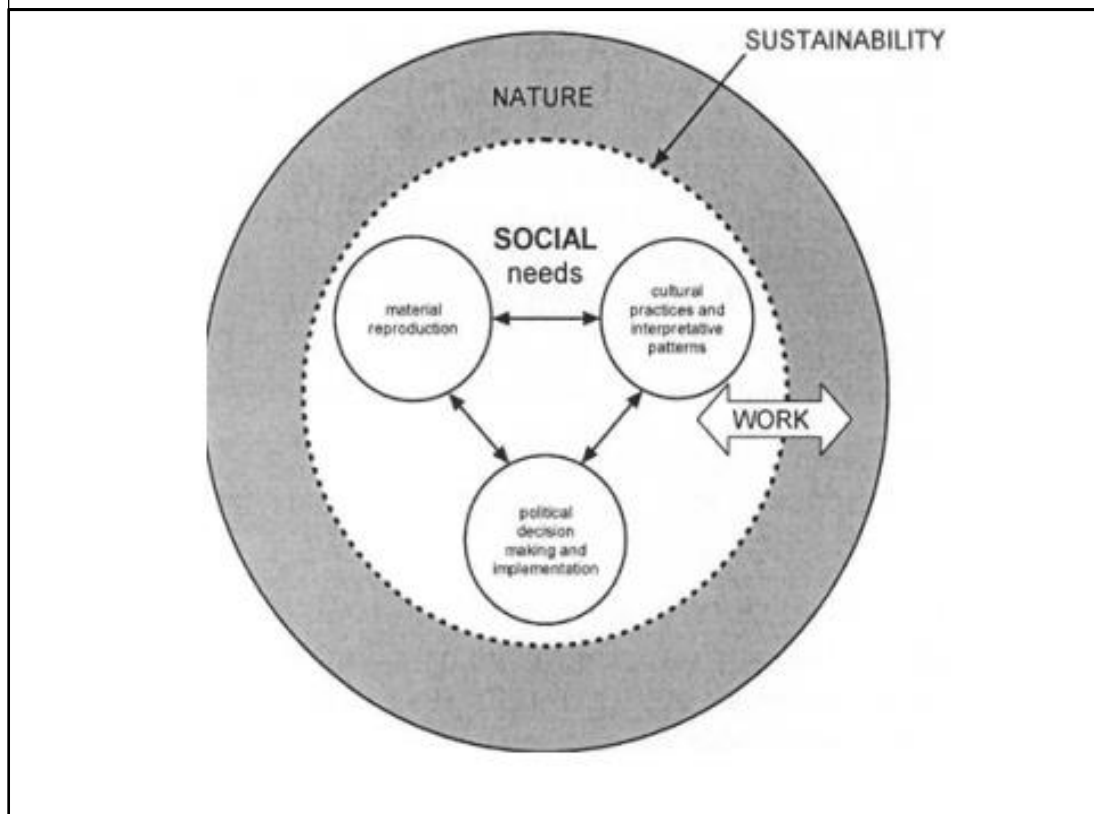 SUSTAINABILITY
NATURE
SOCIAL
needs
material
reproduction
cultural
practices and
interpretative
patterns
WORK
political
decision
making and
implementation